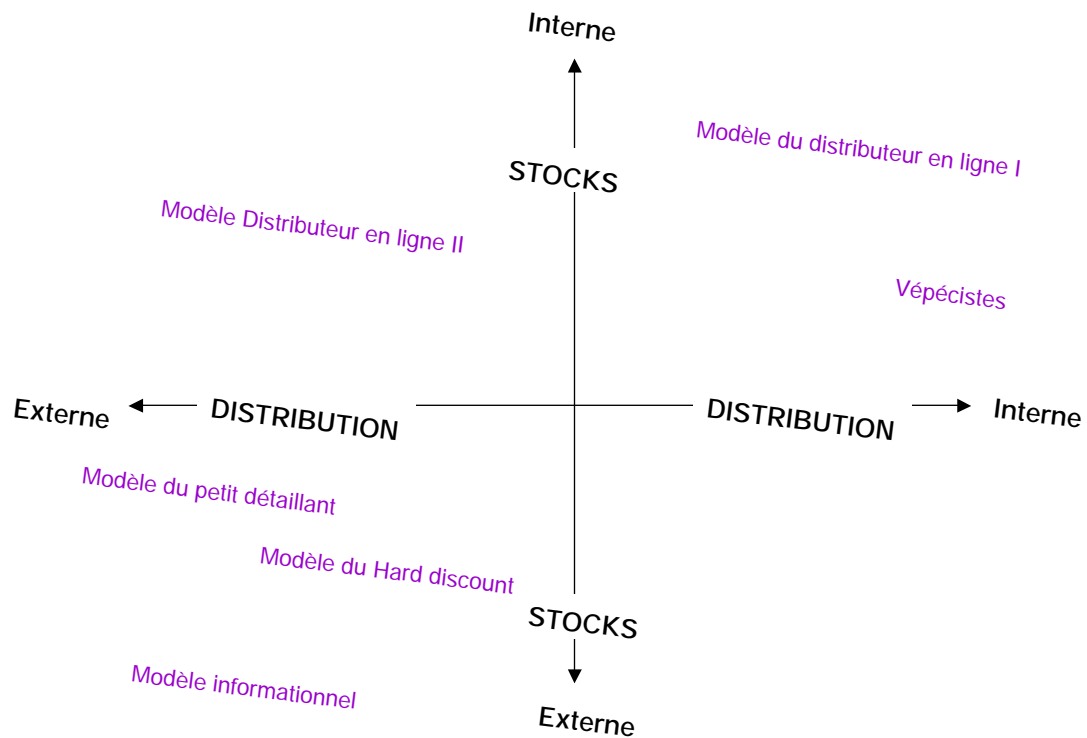 Interne
Modèle du distributeur en ligne I
STOCKS
Modèle Distributeur en ligne II
Vépécistes
Externe
DISTRIBUTION
DISTRIBUTION
Interne
Modèle du petit détaillant
Modèle du Hard discount
STOCKS
Modèle informationnel
Externe